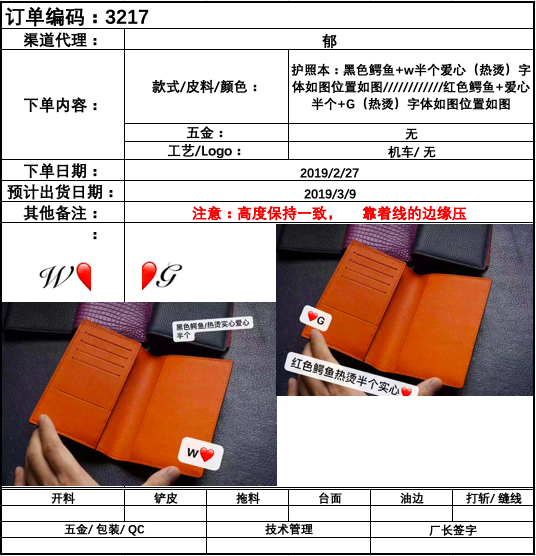 订单编码：3217
渠道代理：
郁
下单内容：
款式/皮料/颜色：
护照本：黑色鳄鱼+w半个爱心（热烫）字
体如图位置如图////////////红色鳄鱼+爱心
半个+G（热烫）字体如图位置如图
五金：
无
工艺/Logo：
机车/ 无
下单日期：
2019/2/27
预计出货日期：
2019/3/9
其他备注：
注意：高度保持一致， 靠着线的边缘压
：
W
G
黑色鳄鱼/热烫实心爱心
半个
W
G
红色鳄鱼热烫半个实心
开料
铲皮
拖料
台面
油边
打斩/ 缝线
五金/ 包装/ QC
技术管理
厂长签字